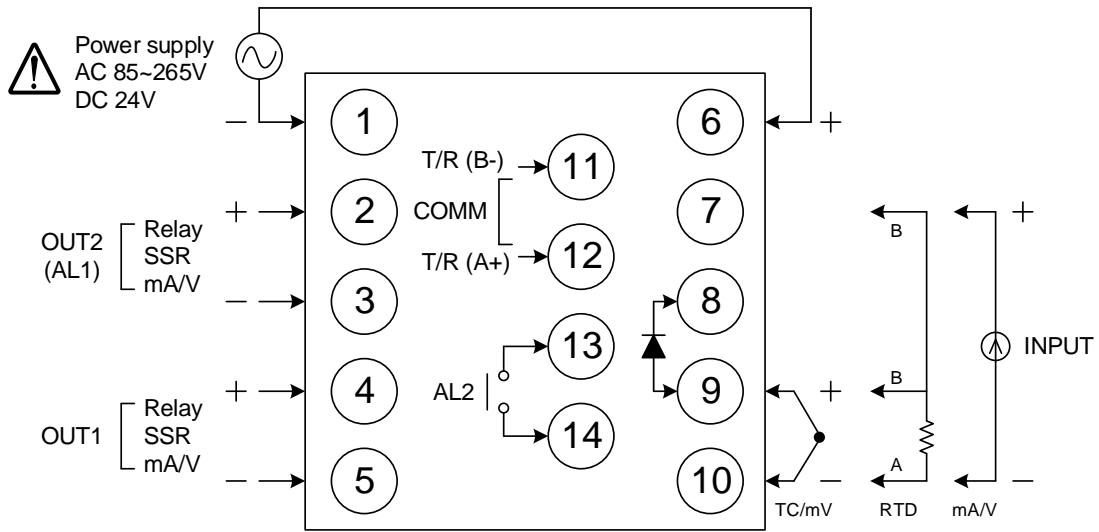 Power supply
AC 85~265V
DC 24V
−
1
6
+
T/R (B-)
11
COMM
T/R (A+)
12
+
2
OUT2
(AL1)
Relay
SSR
mA/V
−
3
7
B
+
8
13
AL2
14
INPUT
+
4
OUT1
Relay
SSR
mA/V
−
5
9
+
B
10
−
A
−
TC/mV
RTD
mA/V